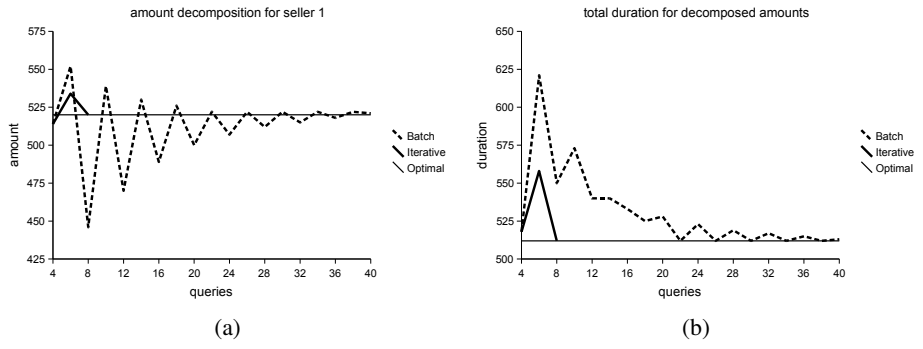 amount decomposition for seller 1
575
550
525
500
475
450
425
amount
4 8 12 16 20 24 28 32 36 40
queries
Batch
Iterative
Optimal
(a)
total duration for decomposed amounts
650
625
600
575
550
525
500
duration
4 8 12 16 20 24 28 32 36 40
queries
Batch
Iterative
Optimal
(b)